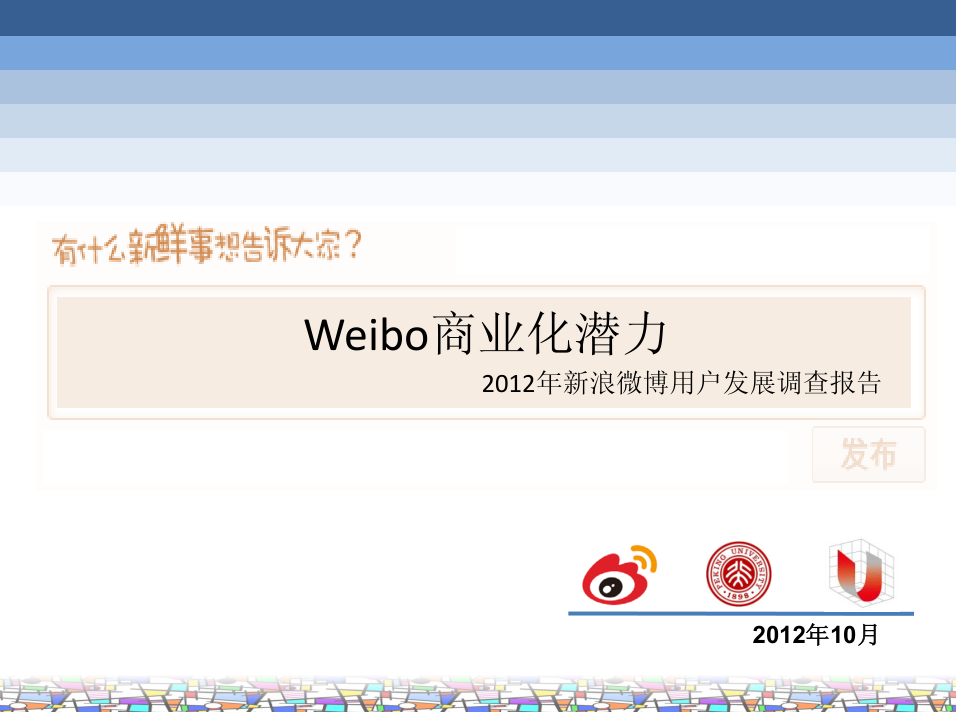 有什么新鲜事想告诉大家？
Weibo商业化潜力
2012年新浪微博用户发展调查报告
发布
PEKING UNIVERSITY
1898
2012年10月